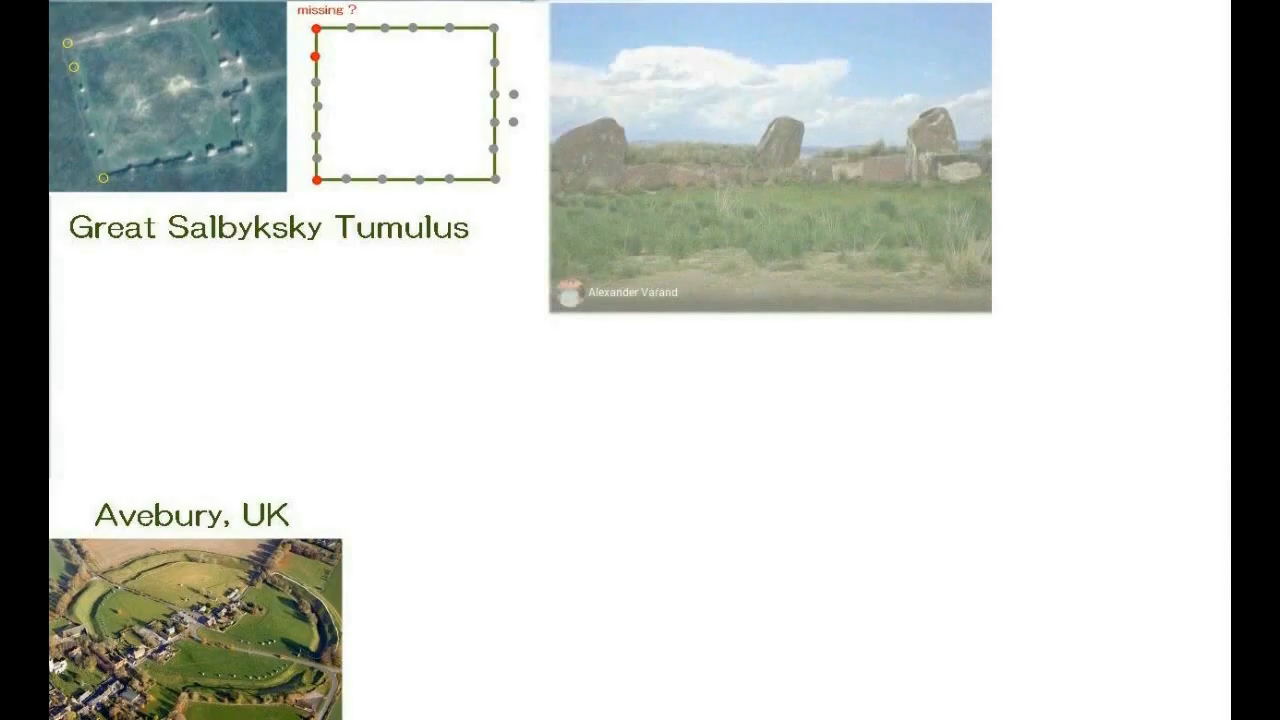 missing ?
Great Salbyksky Tumulus
Alexander Varand
Avebury, UK